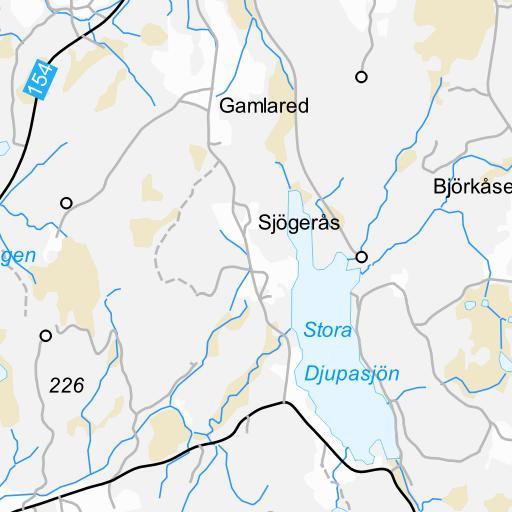 154
Gamlared
Björkåse
Sjögerås
gen
Stora
Djupasjön
226